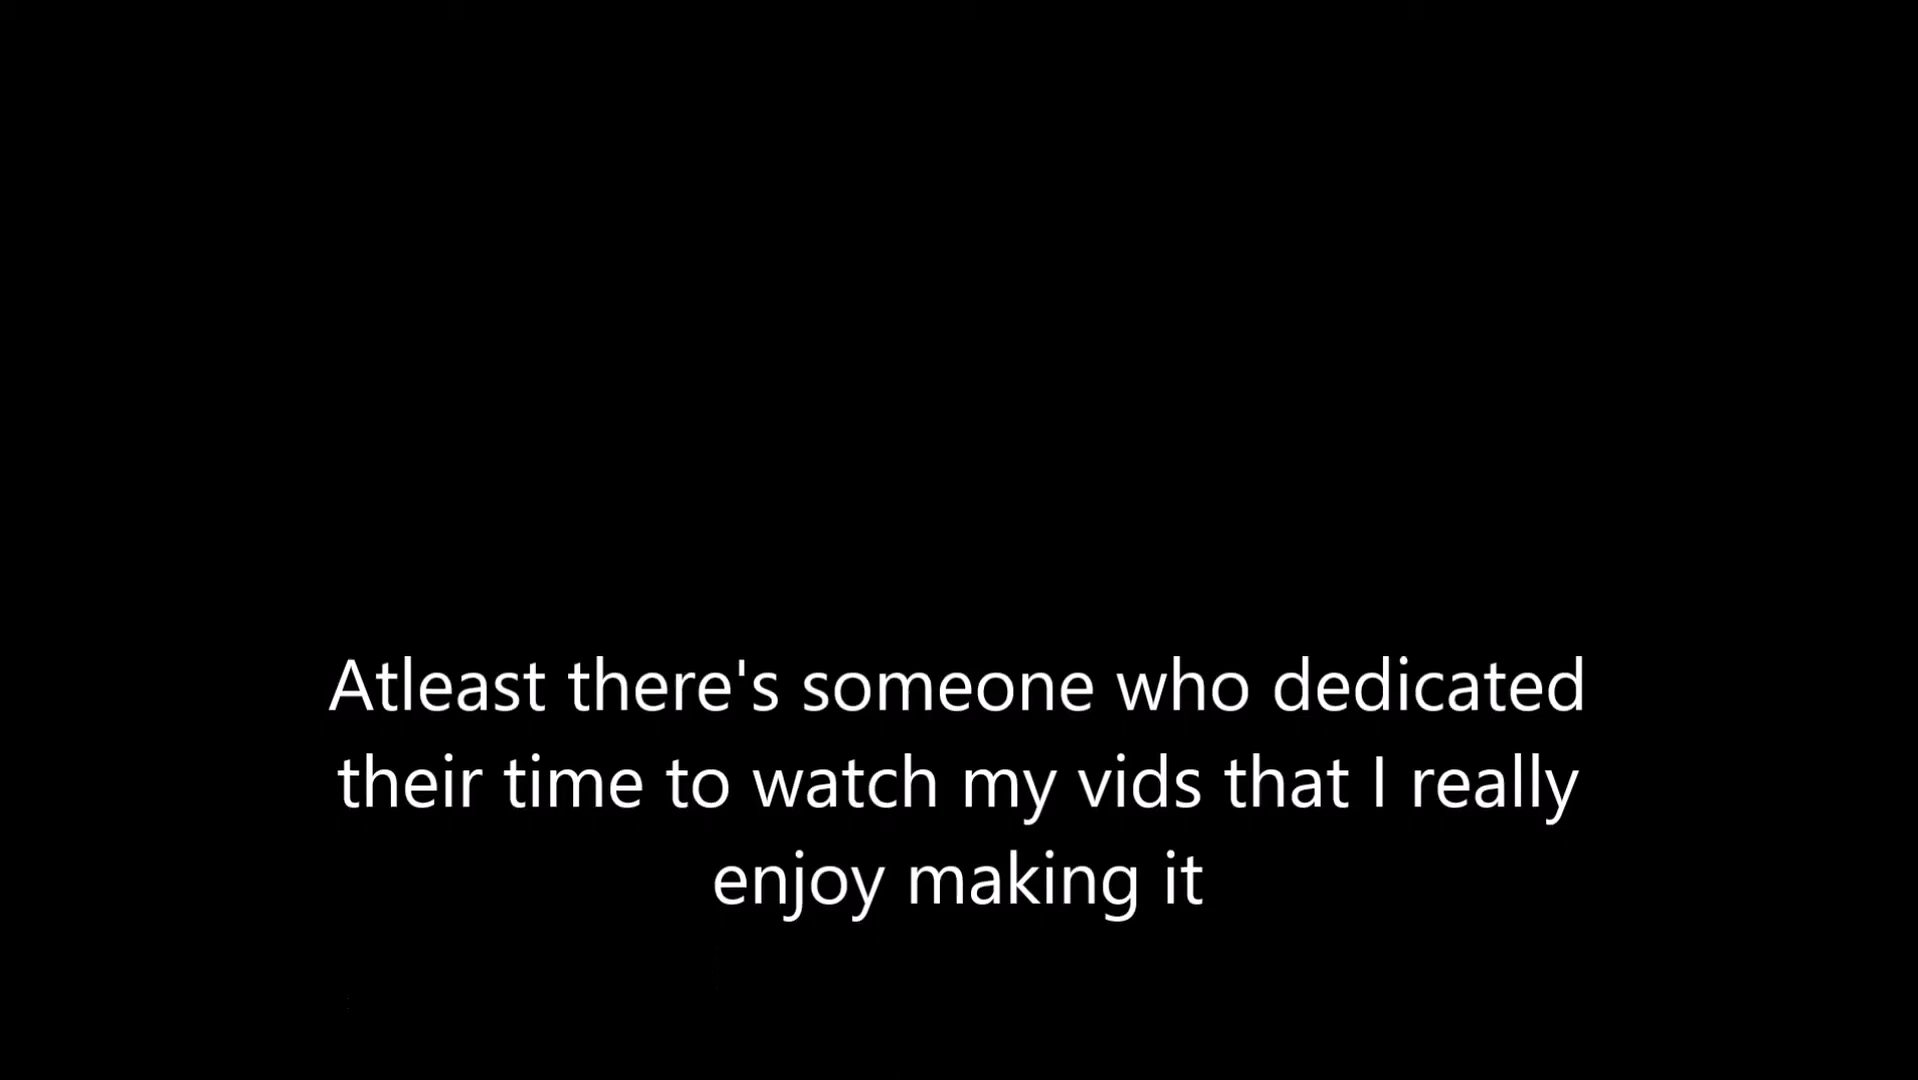 Atleast there's someone who dedicated
their time to watch my vids that I really
enjoy making it